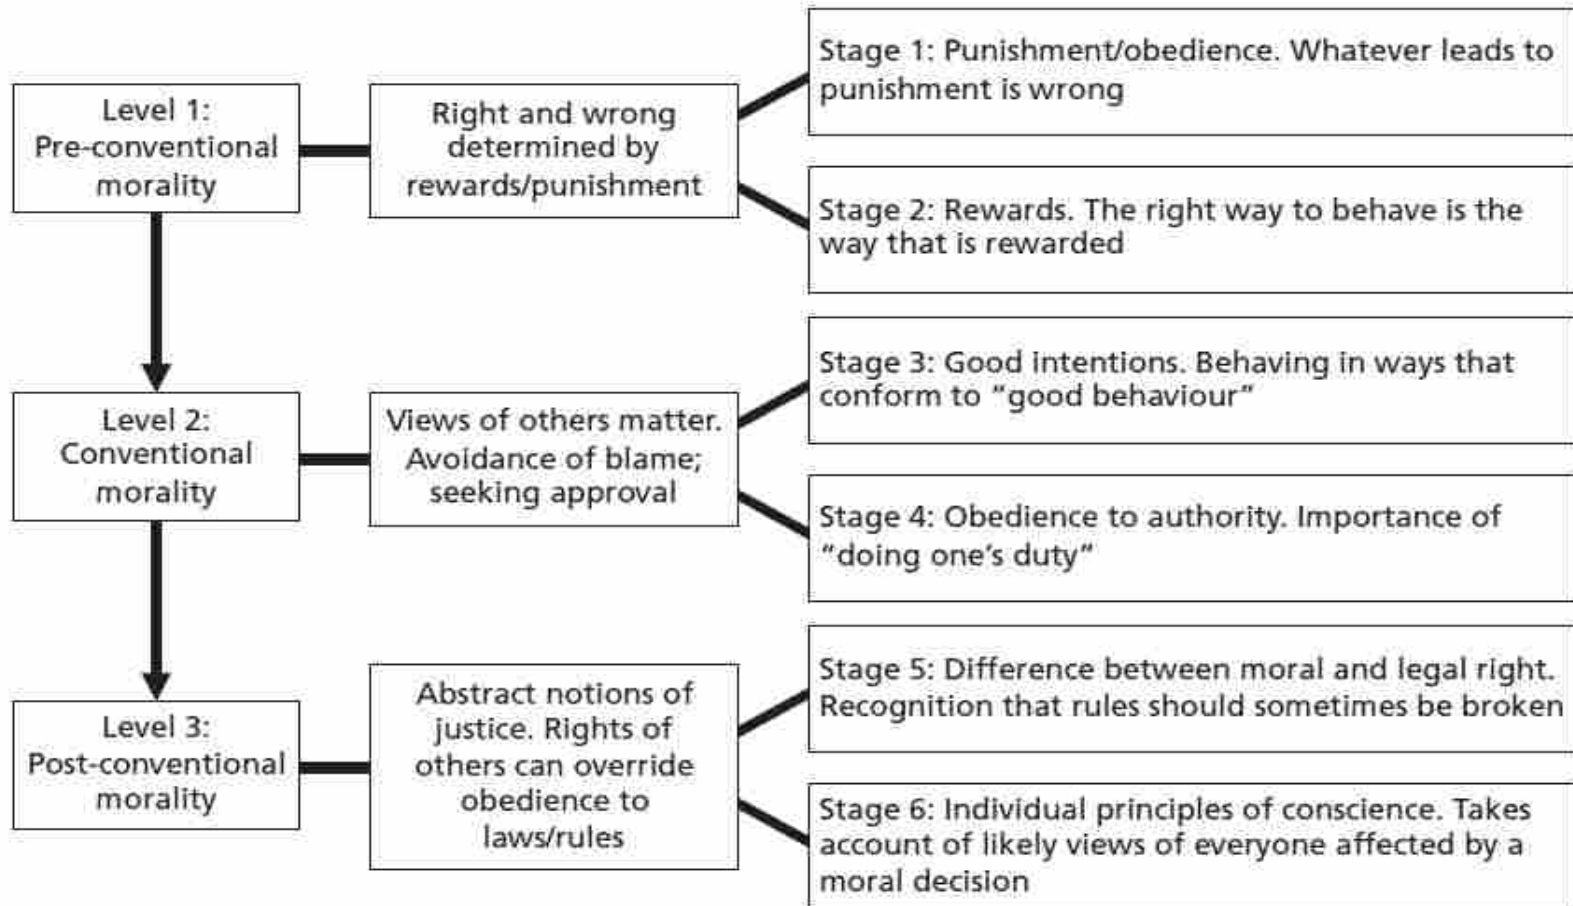 Level 1:
Pre-conventional
morality
Right and wrong
determined by
rewards/punishment
Stage 1: Punishment/obedience. Whatever leads to
punishment is wrong
Stage 2: Rewards. The right way to behave is the
way that is rewarded
Level 2:
Conventional
morality
Views of others matter.
Avoidance of blame;
seeking approval
Stage 3: Good intentions. Behaving in ways that
conform to “good behaviour”
Stage 4: Obedience to authority. Importance of
“doing one’s duty”
Level 3:
Post-conventional
morality
Abstract notions of
justice. Rights of
others can override
obedience to
laws/rules
Stage 5: Difference between moral and legal right.
Recognition that rules should sometimes be broken
Stage 6: Individual principles of conscience. Takes
account of likely views of everyone affected by a
moral decision